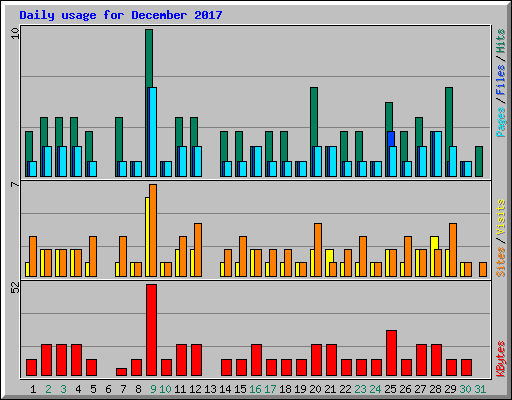 Daily usage for December 2017
10
7
52
Pages / Files / Hits
Sites / Visits
KBytes
1 2 3 4 5 6 7 8 9 10 11 12 13 14 15 16 17 18 19 20 21 22 23 24 25 26 27 28 29 30 31